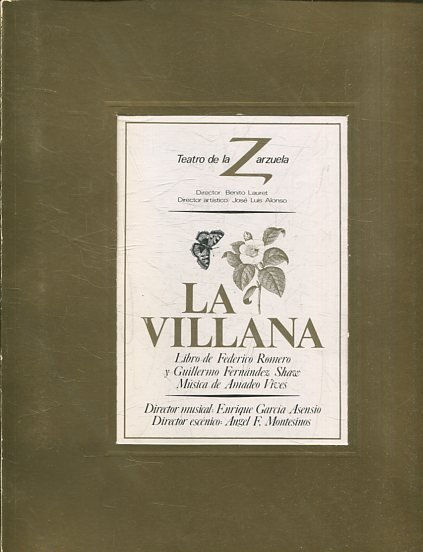 Teatro de la Zarzuela
Director: Benito Lauret
Director artístico: José Luis Alonso
LA
VILLANA
Libro de Federico Romero
y Guillermo Fernández Shaw
Música de Amadeo Vives
Director musical: Enrique García Asensio
Director escénico: Angel F. Montesinos